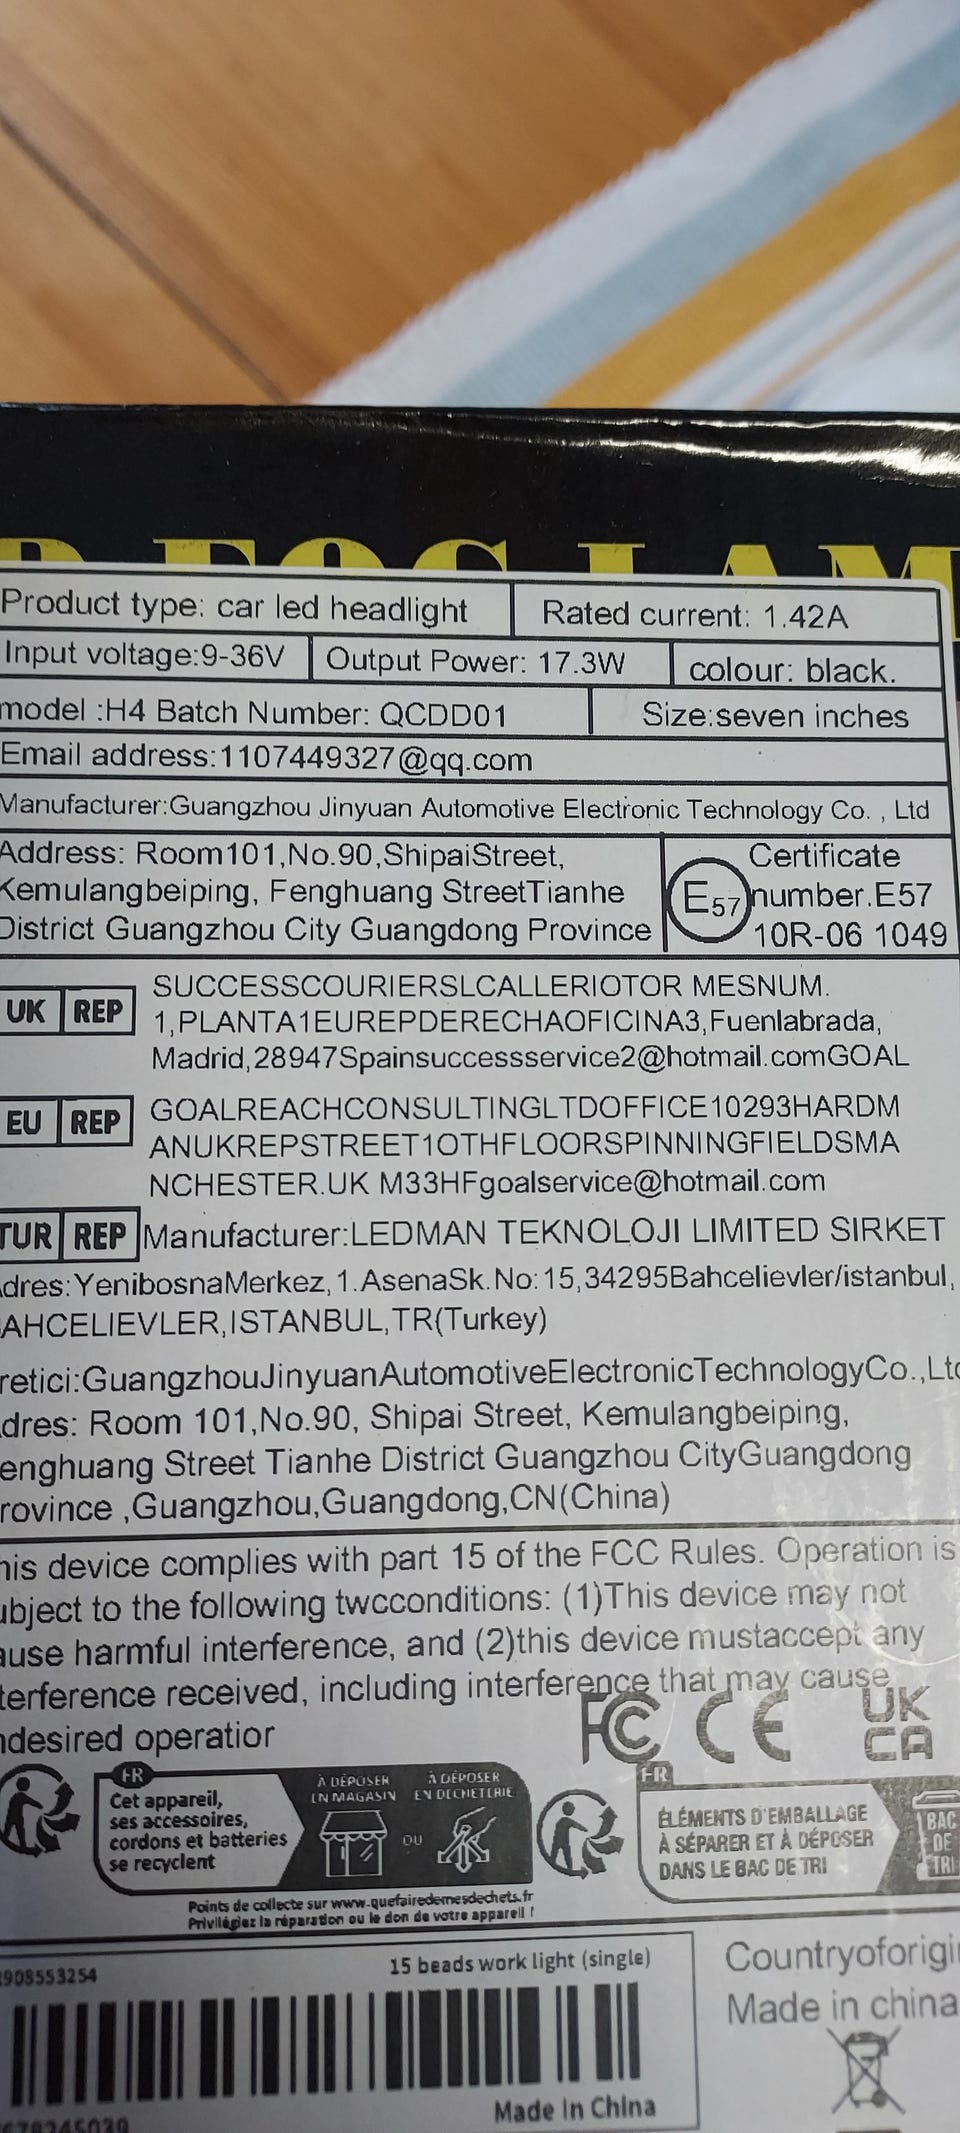 FOG LAM
Product type: car led headlight
Rated current: 1.42A
Input voltage:9-36V
Output Power: 17.3W
colour: black.
model :H4 Batch Number: QCDD01
Size:seven inches
Email address:1107449327@qq.com
Manufacturer:Guangzhou Jinyuan Automotive Electronic Technology Co. , Ltd
Address: Room101,No.90,ShipaiStreet,
Kemulangbeiping, Fenghuang StreetTianhe
District Guangzhou City Guangdong Province
E57
Certificate
number.E57
10R-06 1049
UK REP
SUCCESSCOURIERSLCALLERIOTOR MESNUM.
1,PLANTA1EUREPDERECHAOFICINA3,Fuenlabrada,
Madrid,28947Spainsuccessservice2@hotmail.comGOAL
EU REP
GOALREACHCONSULTINGLTDOFFICE10293HARDM
ANUKREPSTREET1OTHFLOORSPINNINGFIELDSMA
NCHESTER.UK M33HFgoalservice@hotmail.com
TUR REP Manufacturer:LEDMAN TEKNOLOJI LIMITED SIRKET
dres:YenibosnaMerkez,1.AsenaSk.No:15,34295Bahcelievler/istanbul,
AHCELIEVLER,ISTANBUL,TR(Turkey)
retici:GuangzhouJinyuanAutomotiveElectronicTechnologyCo.,Ltd
dres: Room 101,No.90, Shipai Street, Kemulangbeiping,
enghuang Street Tianhe District Guangzhou CityGuangdong
rovince ,Guangzhou,Guangdong,CN(China)
his device complies with part 15 of the FCC Rules. Operation is
ubject to the following twcconditions: (1)This device may not
ause harmful interference, and (2)this device mustaccept any
terference received, including interference that may cause
ndesired operatior
FC CE UK CA
FR
Cet appareil,
ses accessoires,
cordons et batteries
se recyclent
À DÉPOSER
EN MAGASIN
OU
À DÉPOSER
EN DÉCHÈTERIE
Points de collecte sur www.quefairedemesdechets.fr
Privilégiez la réparation ou le don de votre appareil !
FR
ÉLÉMENTS D'EMBALLAGE
À SÉPARER ET À DÉPOSER
DANS LE BAC DE TRI
BAC
DE
TRI
908553254
15 beads work light (single)
Made In China
Countryoforigi
Made in china